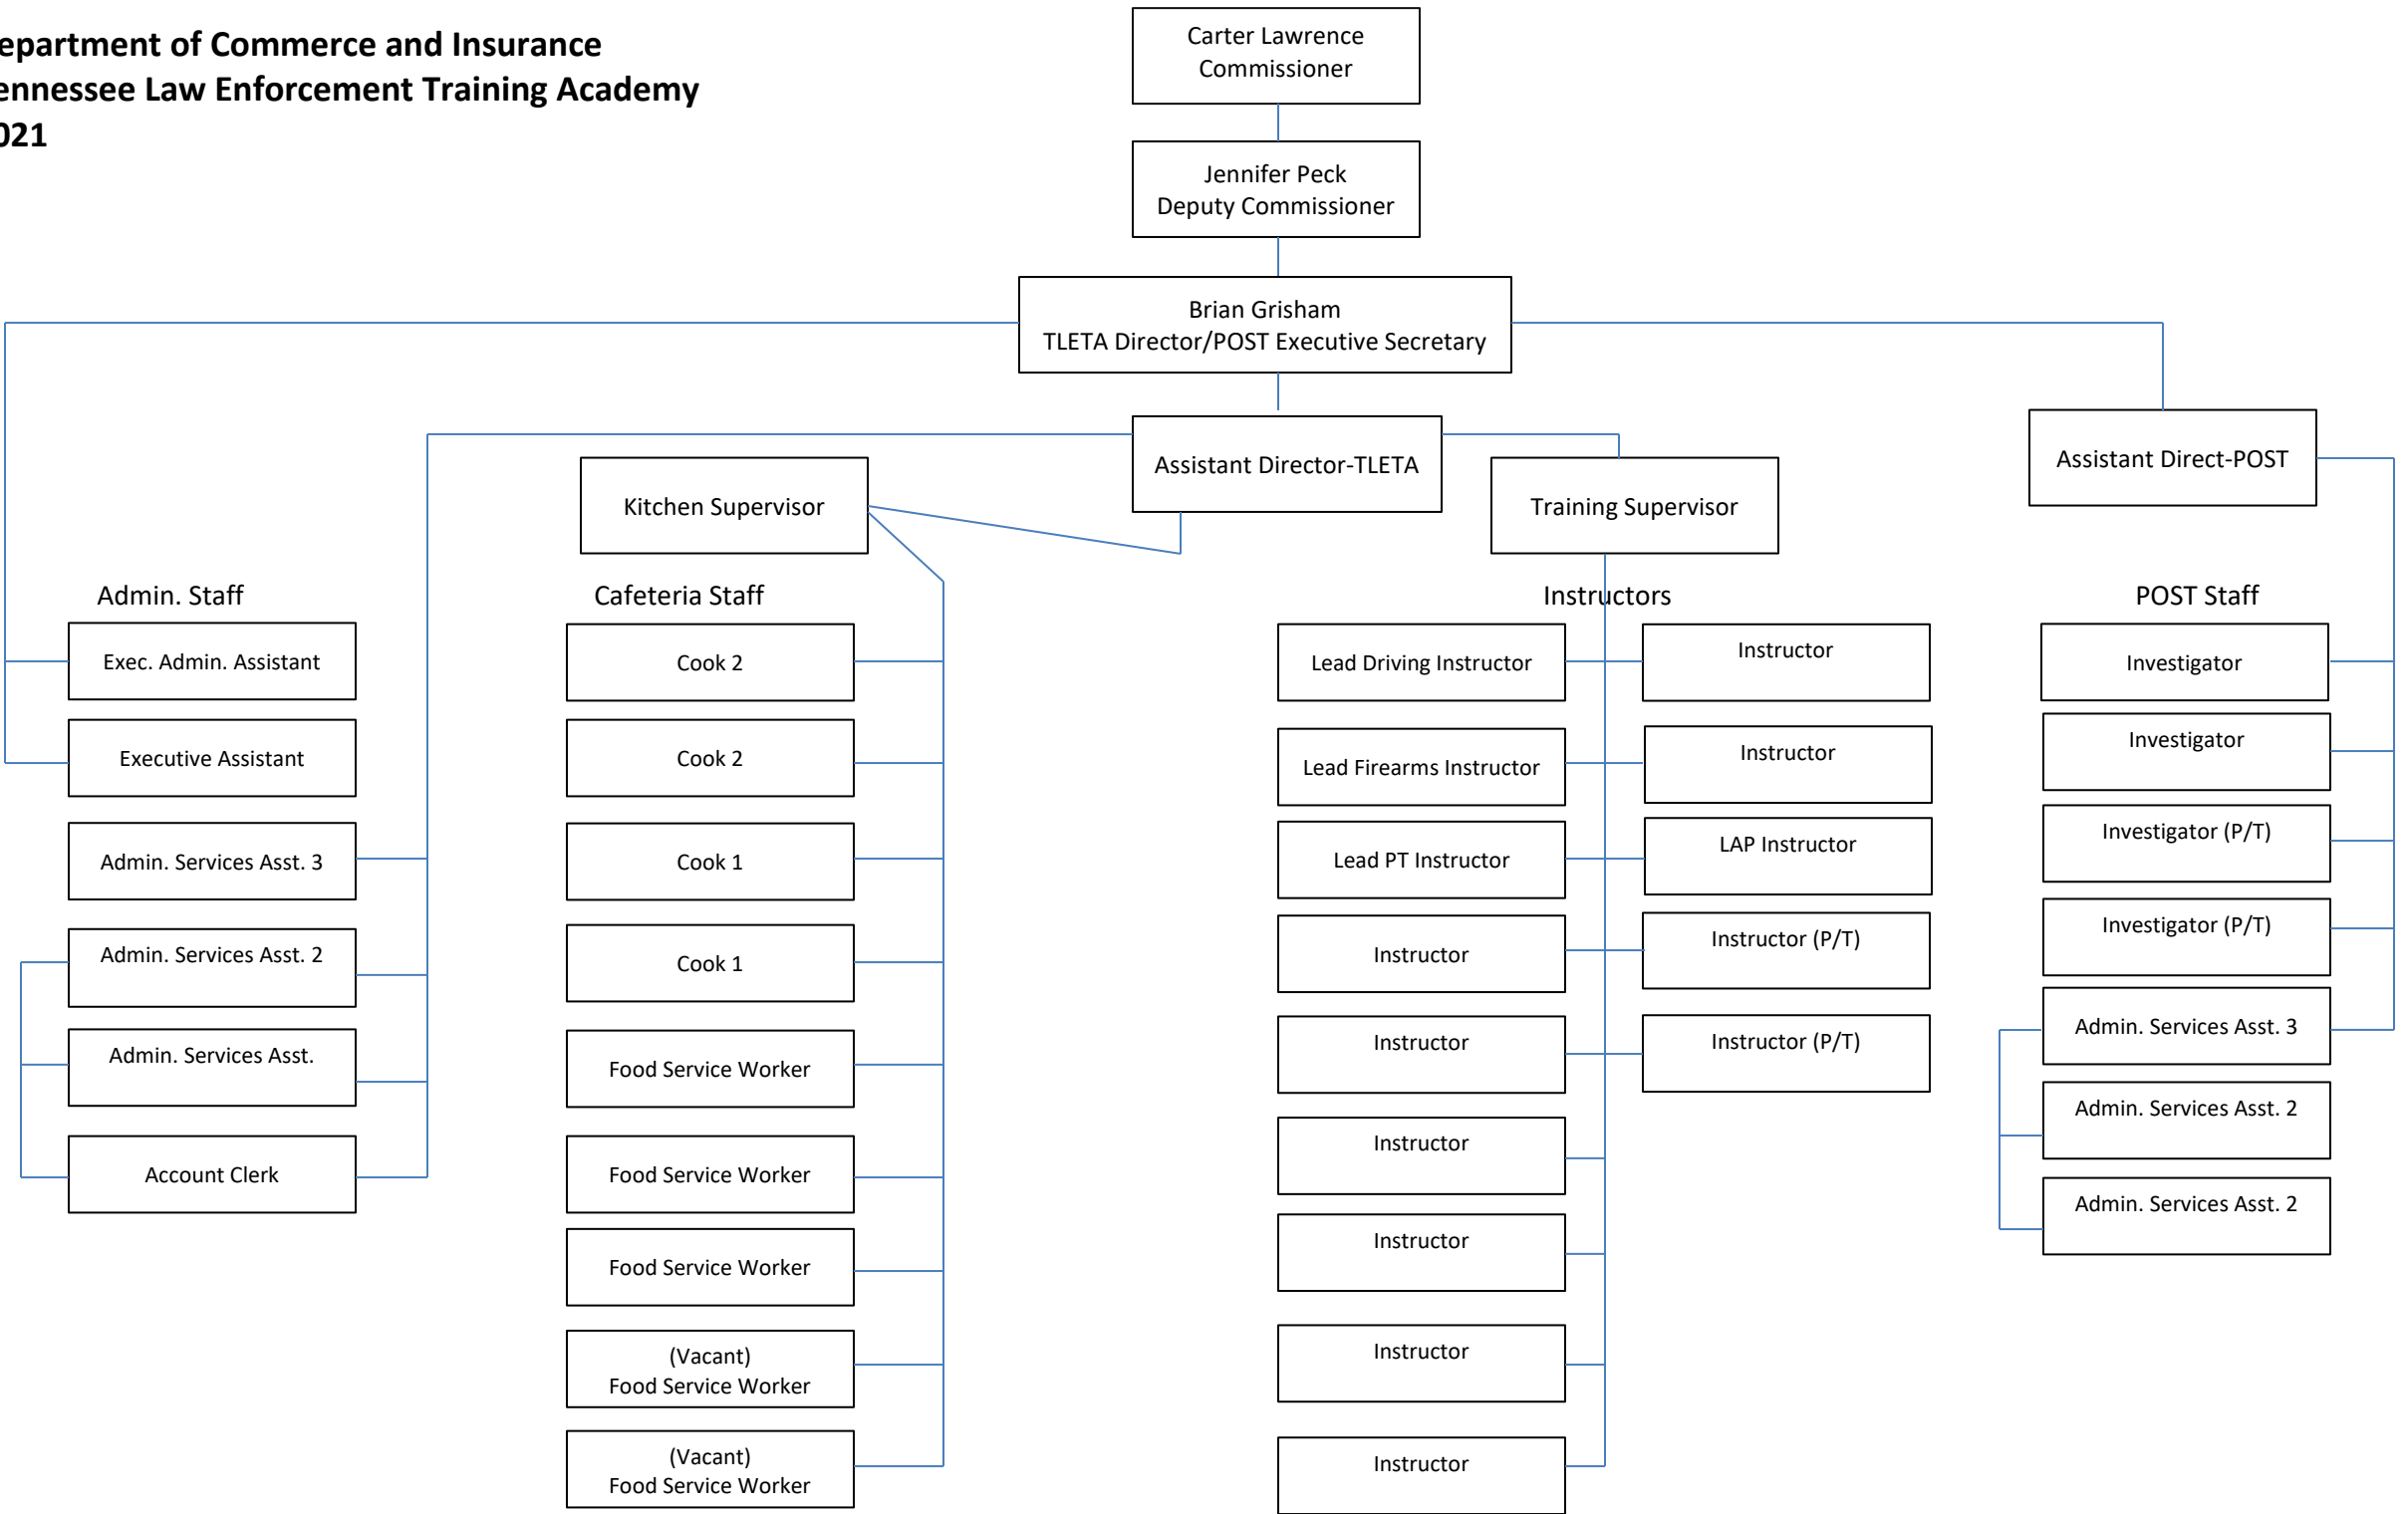 epartment of Commerce and Insurance
ennessee Law Enforcement Training Academy
021
Carter Lawrence
Commissioner
Jennifer Peck
Deputy Commissioner
Brian Grisham
TLETA Director/POST Executive Secretary
Assistant Director-TLETA
Assistant Direct-POST
Kitchen Supervisor
Training Supervisor
Admin. Staff
Exec. Admin. Assistant
Executive Assistant
Admin. Services Asst. 3
Admin. Services Asst. 2
Admin. Services Asst.
Account Clerk
Cafeteria Staff
Cook 2
Cook 2
Cook 1
Cook 1
Food Service Worker
Food Service Worker
Food Service Worker
(Vacant)
Food Service Worker
(Vacant)
Food Service Worker
Instructors
Lead Driving Instructor
Lead Firearms Instructor
Lead PT Instructor
Instructor
Instructor
Instructor
Instructor
Instructor
Instructor
Instructor
Instructor
LAP Instructor
Instructor (P/T)
Instructor (P/T)
POST Staff
Investigator
Investigator
Investigator (P/T)
Investigator (P/T)
Admin. Services Asst. 3
Admin. Services Asst. 2
Admin. Services Asst. 2